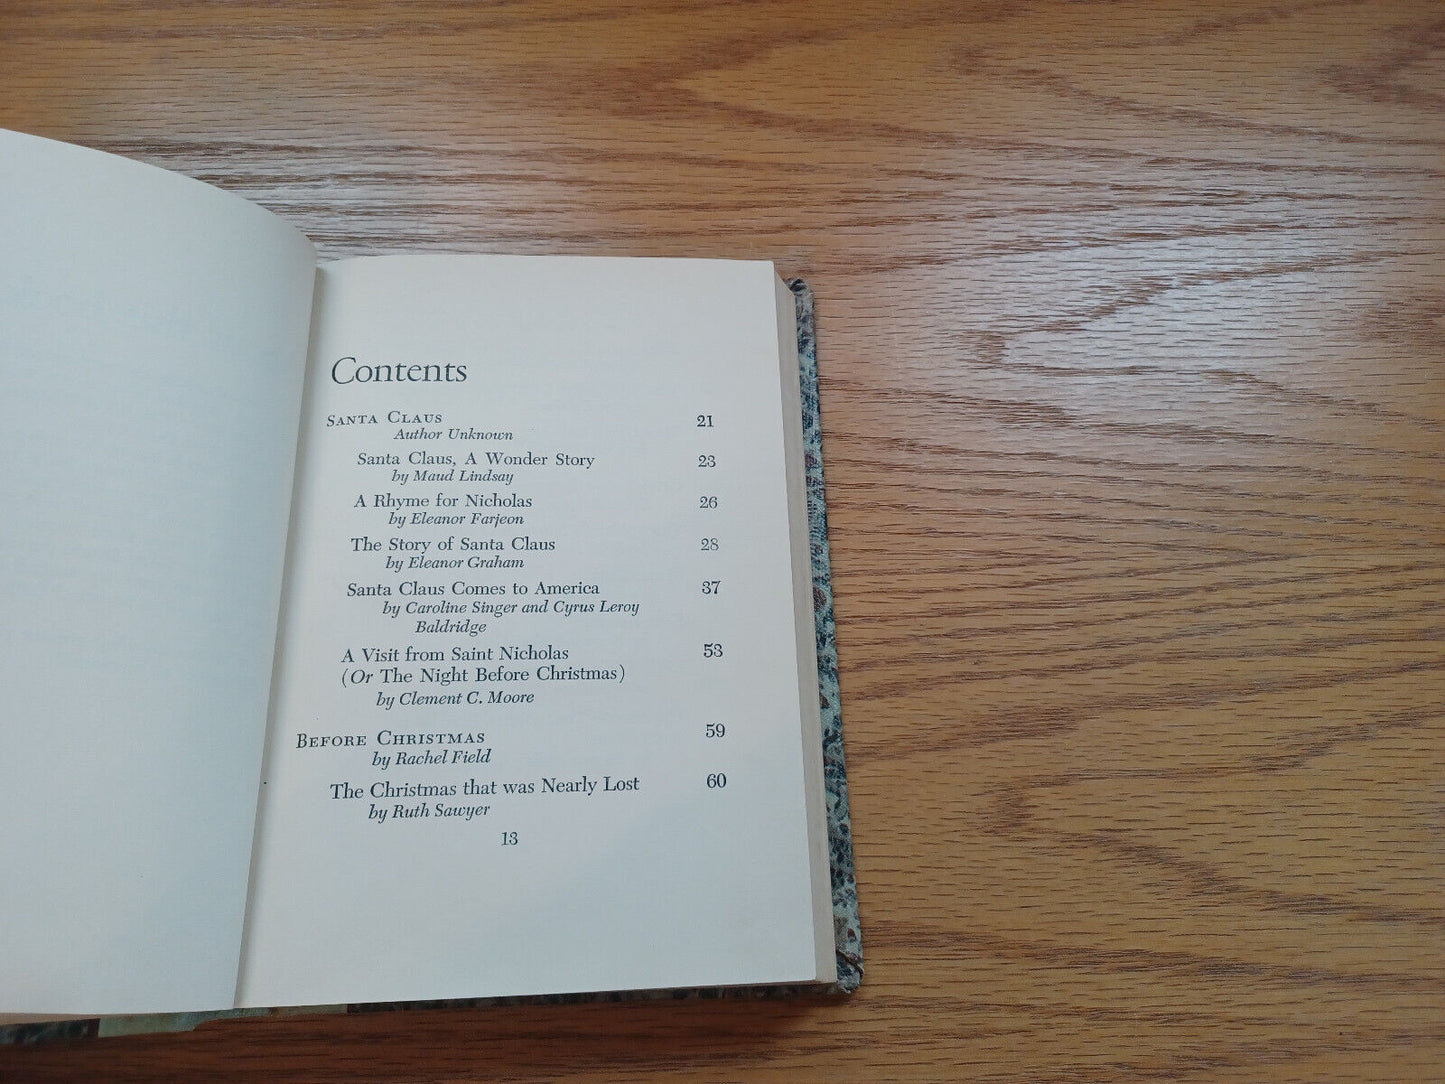 Contents
SANTA CLAUS 21
Author Unknown
Santa Claus, A Wonder Story 23
by Maud Lindsay
A Rhyme for Nicholas 26
by Eleanor Farjeon
The Story of Santa Claus 28
by Eleanor Graham
Santa Claus Comes to America 37
by Caroline Singer and Cyrus Leroy
Baldridge
A Visit from Saint Nicholas 53
(Or The Night Before Christmas)
by Clement C. Moore
BEFORE CHRISTMAS 59
by Rachel Field
The Christmas that was Nearly Lost 60
by Ruth Sawyer
13